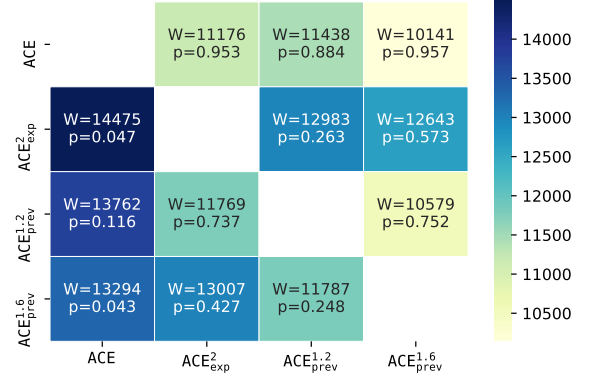 ACE
W=11176
p=0.953
W=11438
p=0.884
W=10141
p=0.957
ACE²exp
W=14475
p=0.047
W=12983
p=0.263
W=12643
p=0.573
ACE¹·²prev
W=13762
p=0.116
W=11769
p=0.737
W=10579
p=0.752
ACE¹·⁶prev
W=13294
p=0.043
W=13007
p=0.427
W=11787
p=0.248
ACE
ACE²exp
ACE¹·²prev
ACE¹·⁶prev
14000
13500
13000
12500
12000
11500
11000
10500